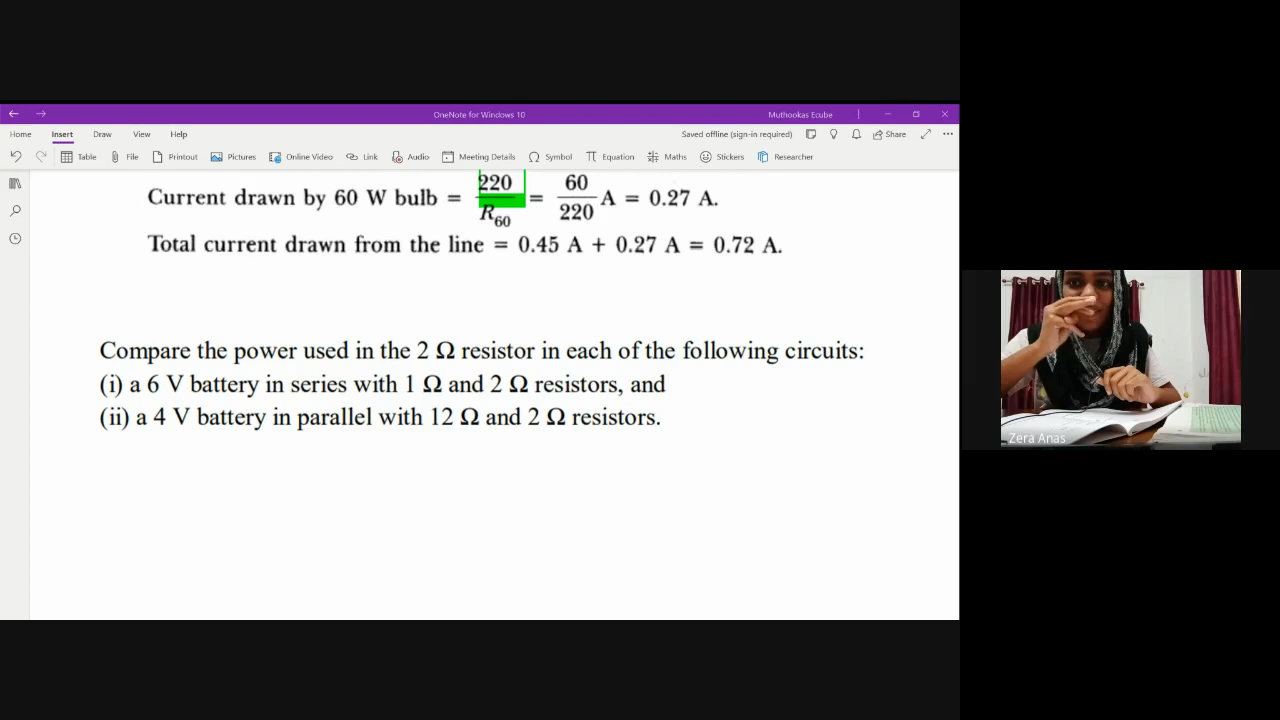 OneNote for Windows 10
Muthookas Ecube
Home Insert Draw View Help
Saved offline (sign-in required) Share
Table File Printout Pictures Online Video Link Audio Meeting Details Symbol Equation Maths Stickers Researcher
Current drawn by 60 W bulb = 220/R60 = 60/220 A = 0.27 A.
Total current drawn from the line = 0.45 A + 0.27 A = 0.72 A.
Compare the power used in the 2 Ω resistor in each of the following circuits:
(i) a 6 V battery in series with 1 Ω and 2 Ω resistors, and
(ii) a 4 V battery in parallel with 12 Ω and 2 Ω resistors.
Zera Anas